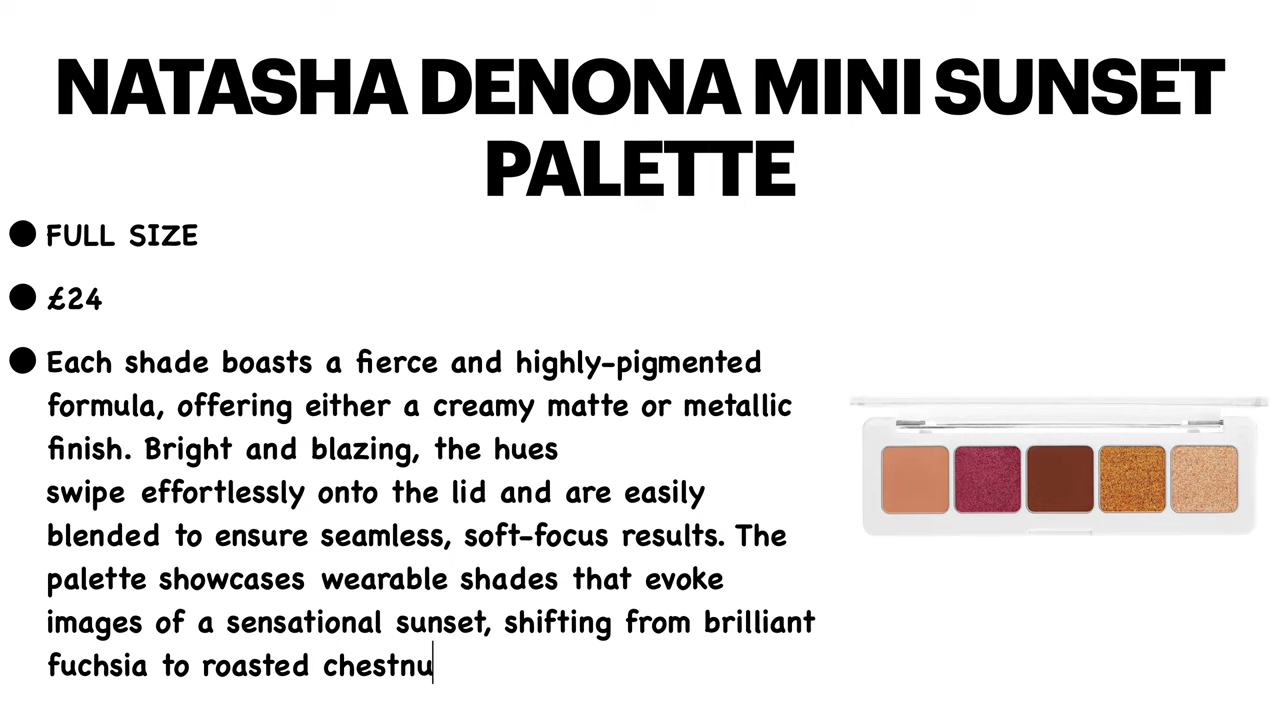 NATASHA DENONA MINI SUNSET
PALETTE
● FULL SIZE
● £24
● Each shade boasts a fierce and highly-pigmented
formula, offering either a creamy matte or metallic
finish. Bright and blazing, the hues
swipe effortlessly onto the lid and are easily
blended to ensure seamless, soft-focus results. The
palette showcases wearable shades that evoke
images of a sensational sunset, shifting from brilliant
fuchsia to roasted chestnu